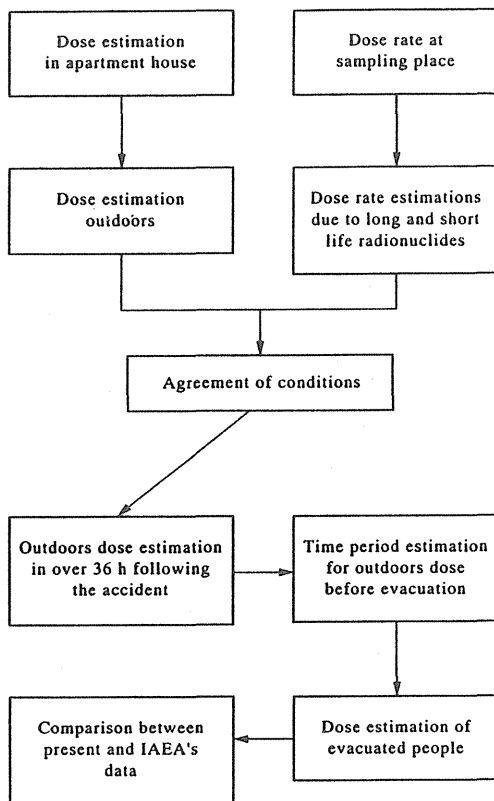 Dose estimation
in apartment house
Dose rate at
sampling place
Dose estimation
outdoors
Dose rate estimations
due to long and short
life radionuclides
Agreement of conditions
Outdoors dose estimation
in over 36 h following
the accident
Time period estimation
for outdoors dose
before evacuation
Comparison between
present and IAEA's
data
Dose estimation of
evacuated people